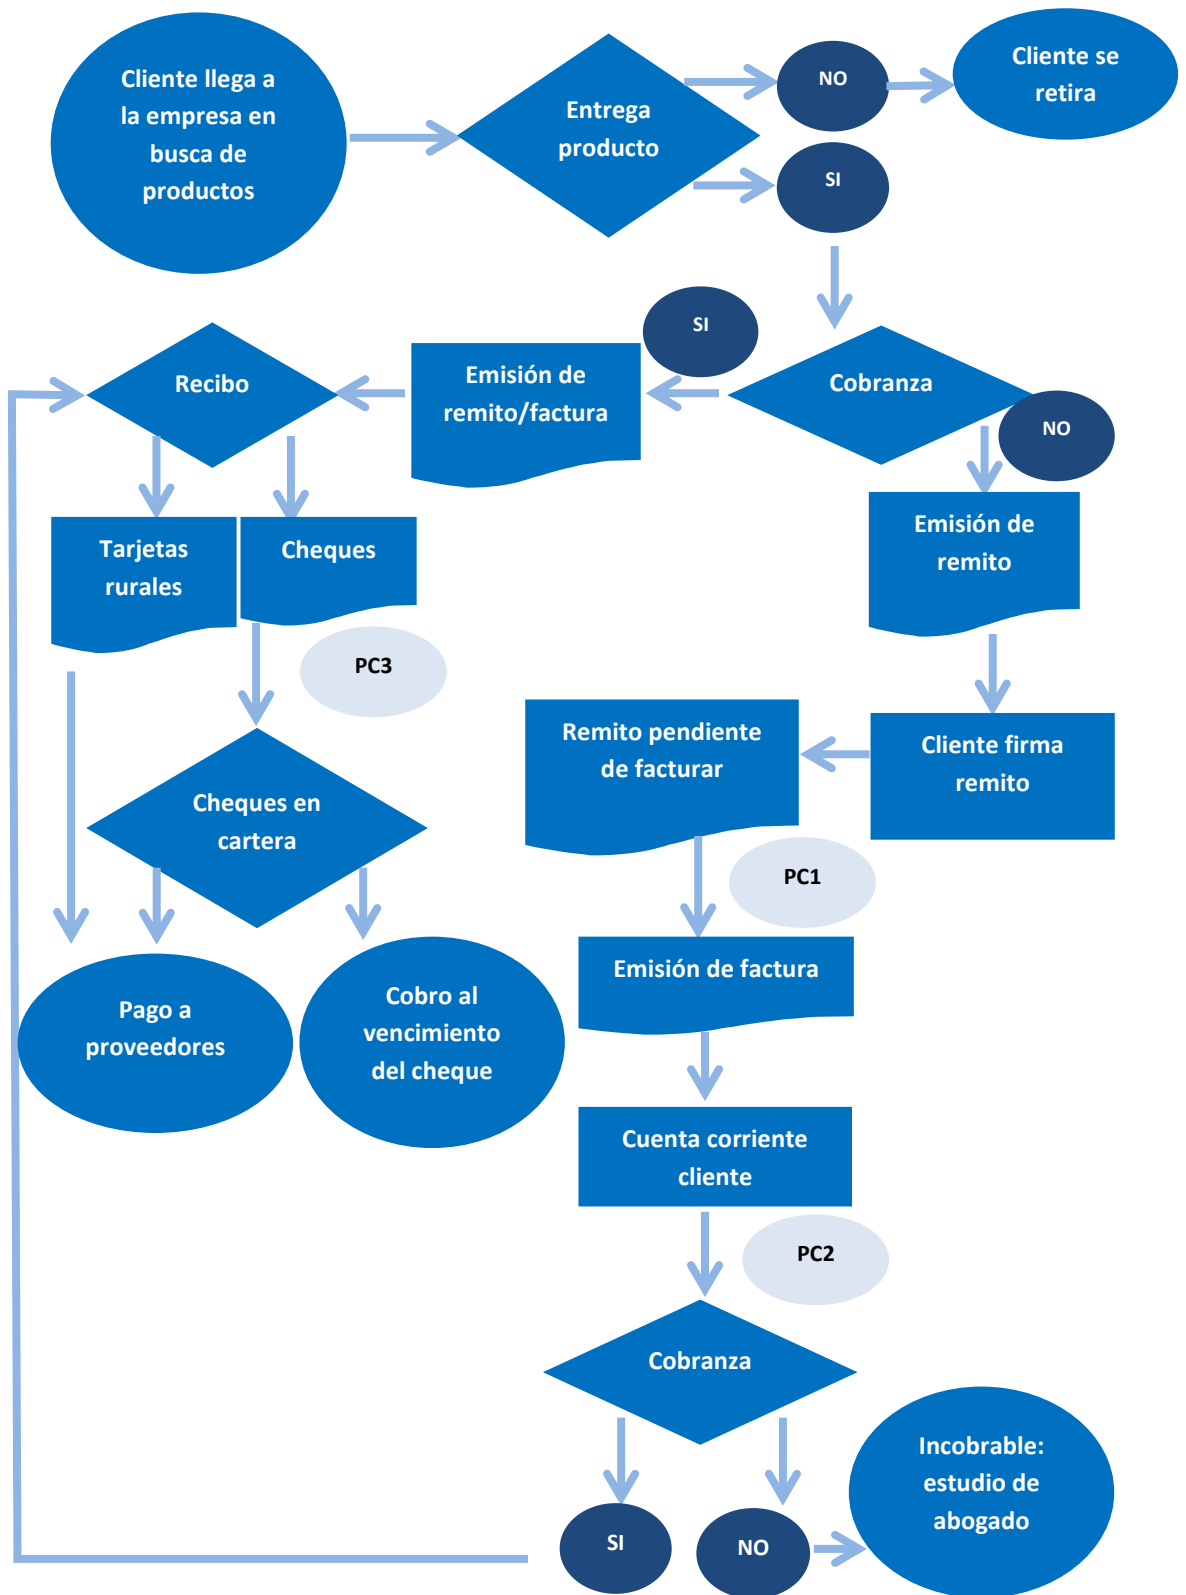 Cliente llega a
la empresa en
busca de
productos
Entrega
producto
NO
Cliente se
retira
SI
SI
Cobranza
NO
Emisión de
remito/factura
Recibo
Tarjetas
rurales
Cheques
Emisión de
remito
PC3
Cliente firma
remito
Remito pendiente
de facturar
Cheques en
cartera
PC1
Emisión de factura
Pago a
proveedores
Cobro al
vencimiento
del cheque
Cuenta corriente
cliente
PC2
Cobranza
SI
NO
Incobrable:
estudio de
abogado